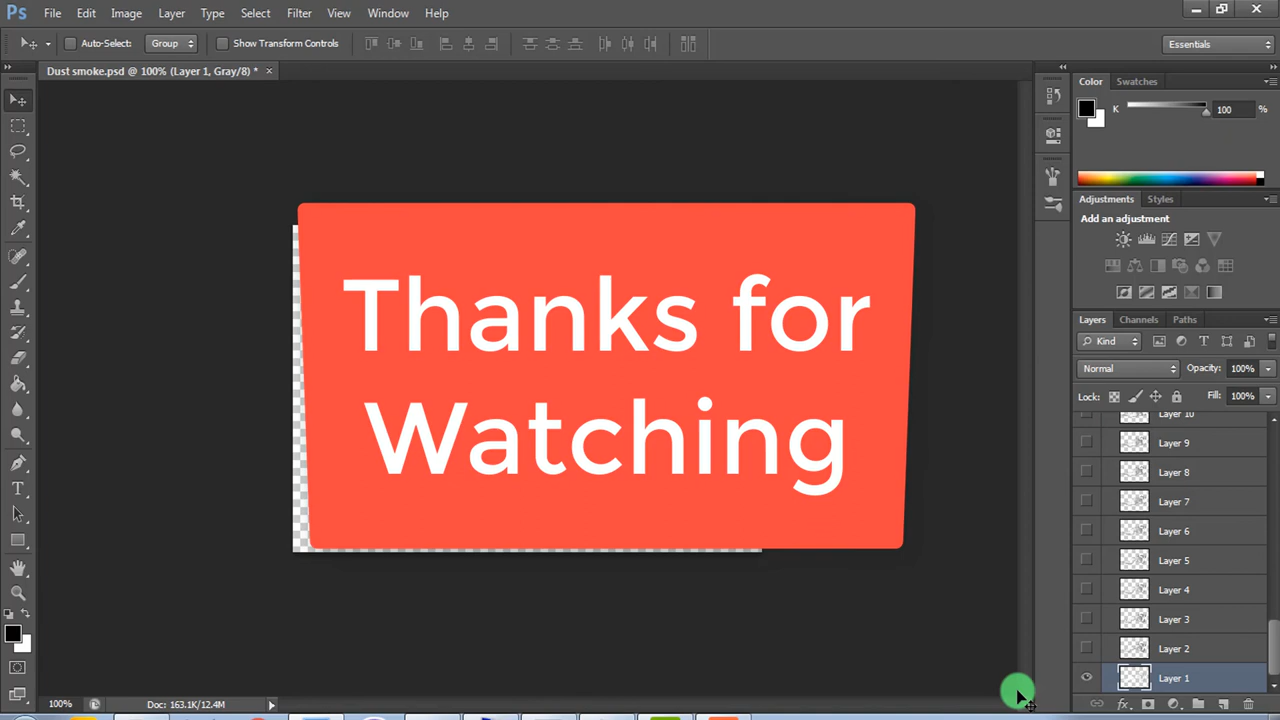 Ps File Edit Image Layer Type Select Filter View Window Help
Auto-Select: Group Show Transform Controls Essentials
Dust smoke.psd @ 100% (Layer 1, Gray/8) * ×
Color Swatches
K 100 %
Adjustments Styles
Add an adjustment
Thanks for
Watching
Layers Channels Paths
Kind
Normal Opacity: 100%
Lock: Fill: 100%
Layer 10
Layer 9
Layer 8
Layer 7
Layer 6
Layer 5
Layer 4
Layer 3
Layer 2
Layer 1
100% Doc: 163.1K/12.4M